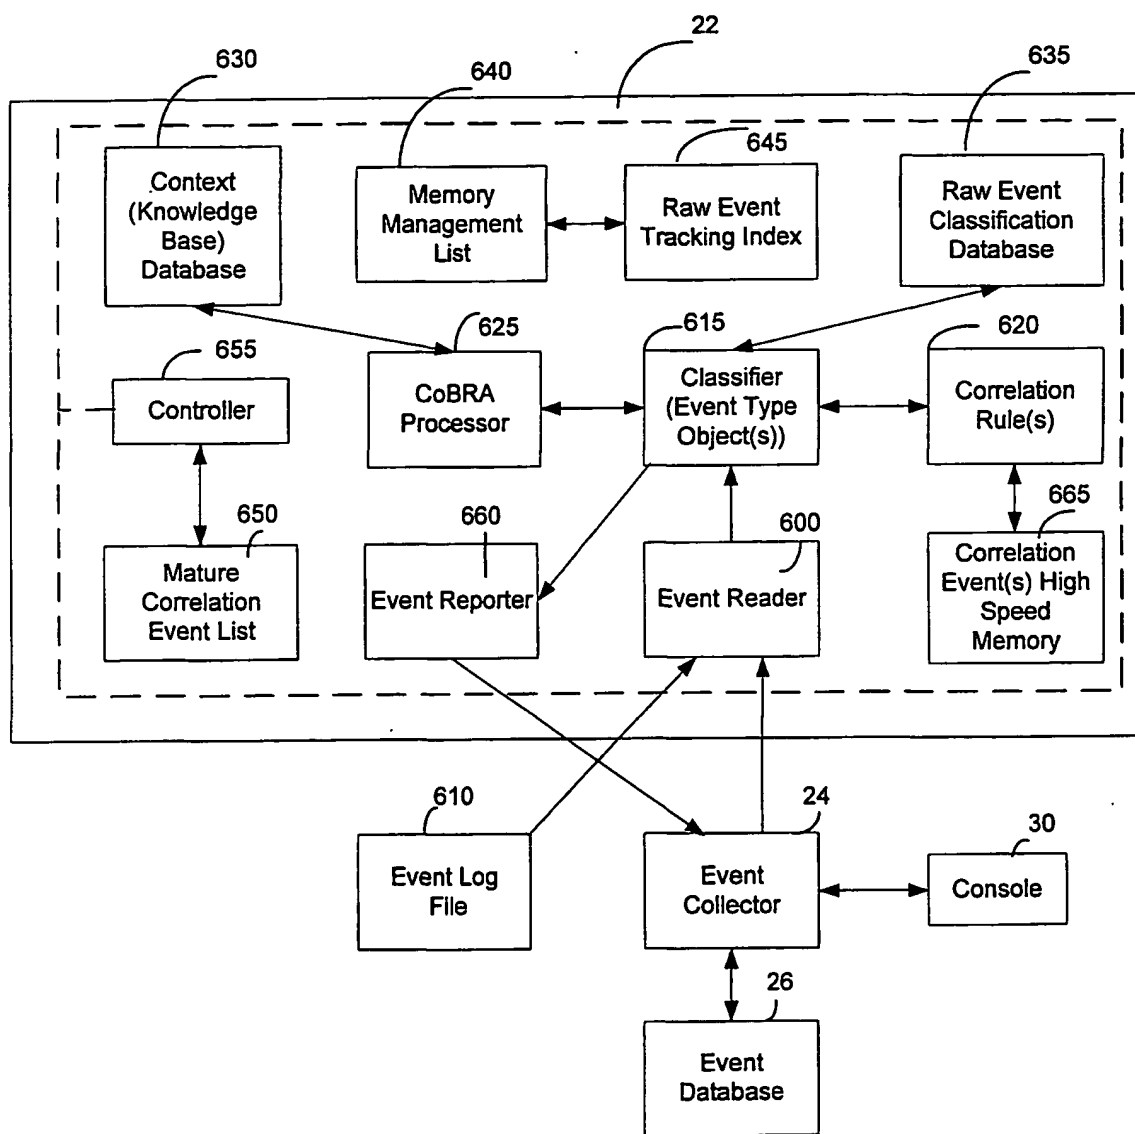 22
630
640
635
645
Context
(Knowledge
Base)
Database
Memory
Management
List
Raw Event
Tracking Index
Raw Event
Classification
Database
655
625
615
620
Controller
CoBRA
Processor
Classifier
(Event Type
Object(s))
Correlation
Rule(s)
650
660
600
665
Mature
Correlation
Event List
Event Reporter
Event Reader
Correlation
Event(s) High
Speed
Memory
610
24
30
Event Log
File
Event
Collector
Console
26
Event
Database